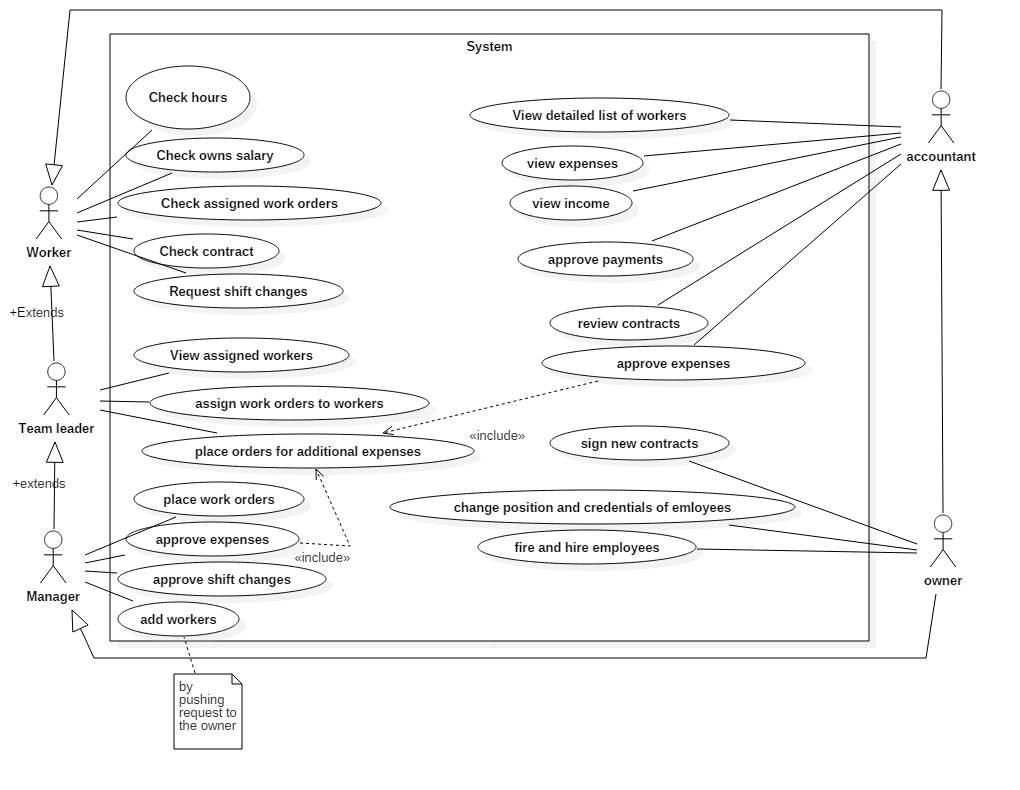 System
Check hours
Check owns salary
Check assigned work orders
Check contract
Request shift changes
Worker
+Extends
View assigned workers
assign work orders to workers
place orders for additional expenses
Team leader
+extends
place work orders
approve expenses
«include»
approve shift changes
add workers
Manager
by
pushing
request to
the owner
View detailed list of workers
view expenses
view income
approve payments
review contracts
approve expenses
«include»
accountant
sign new contracts
change position and credentials of emloyees
fire and hire employees
owner